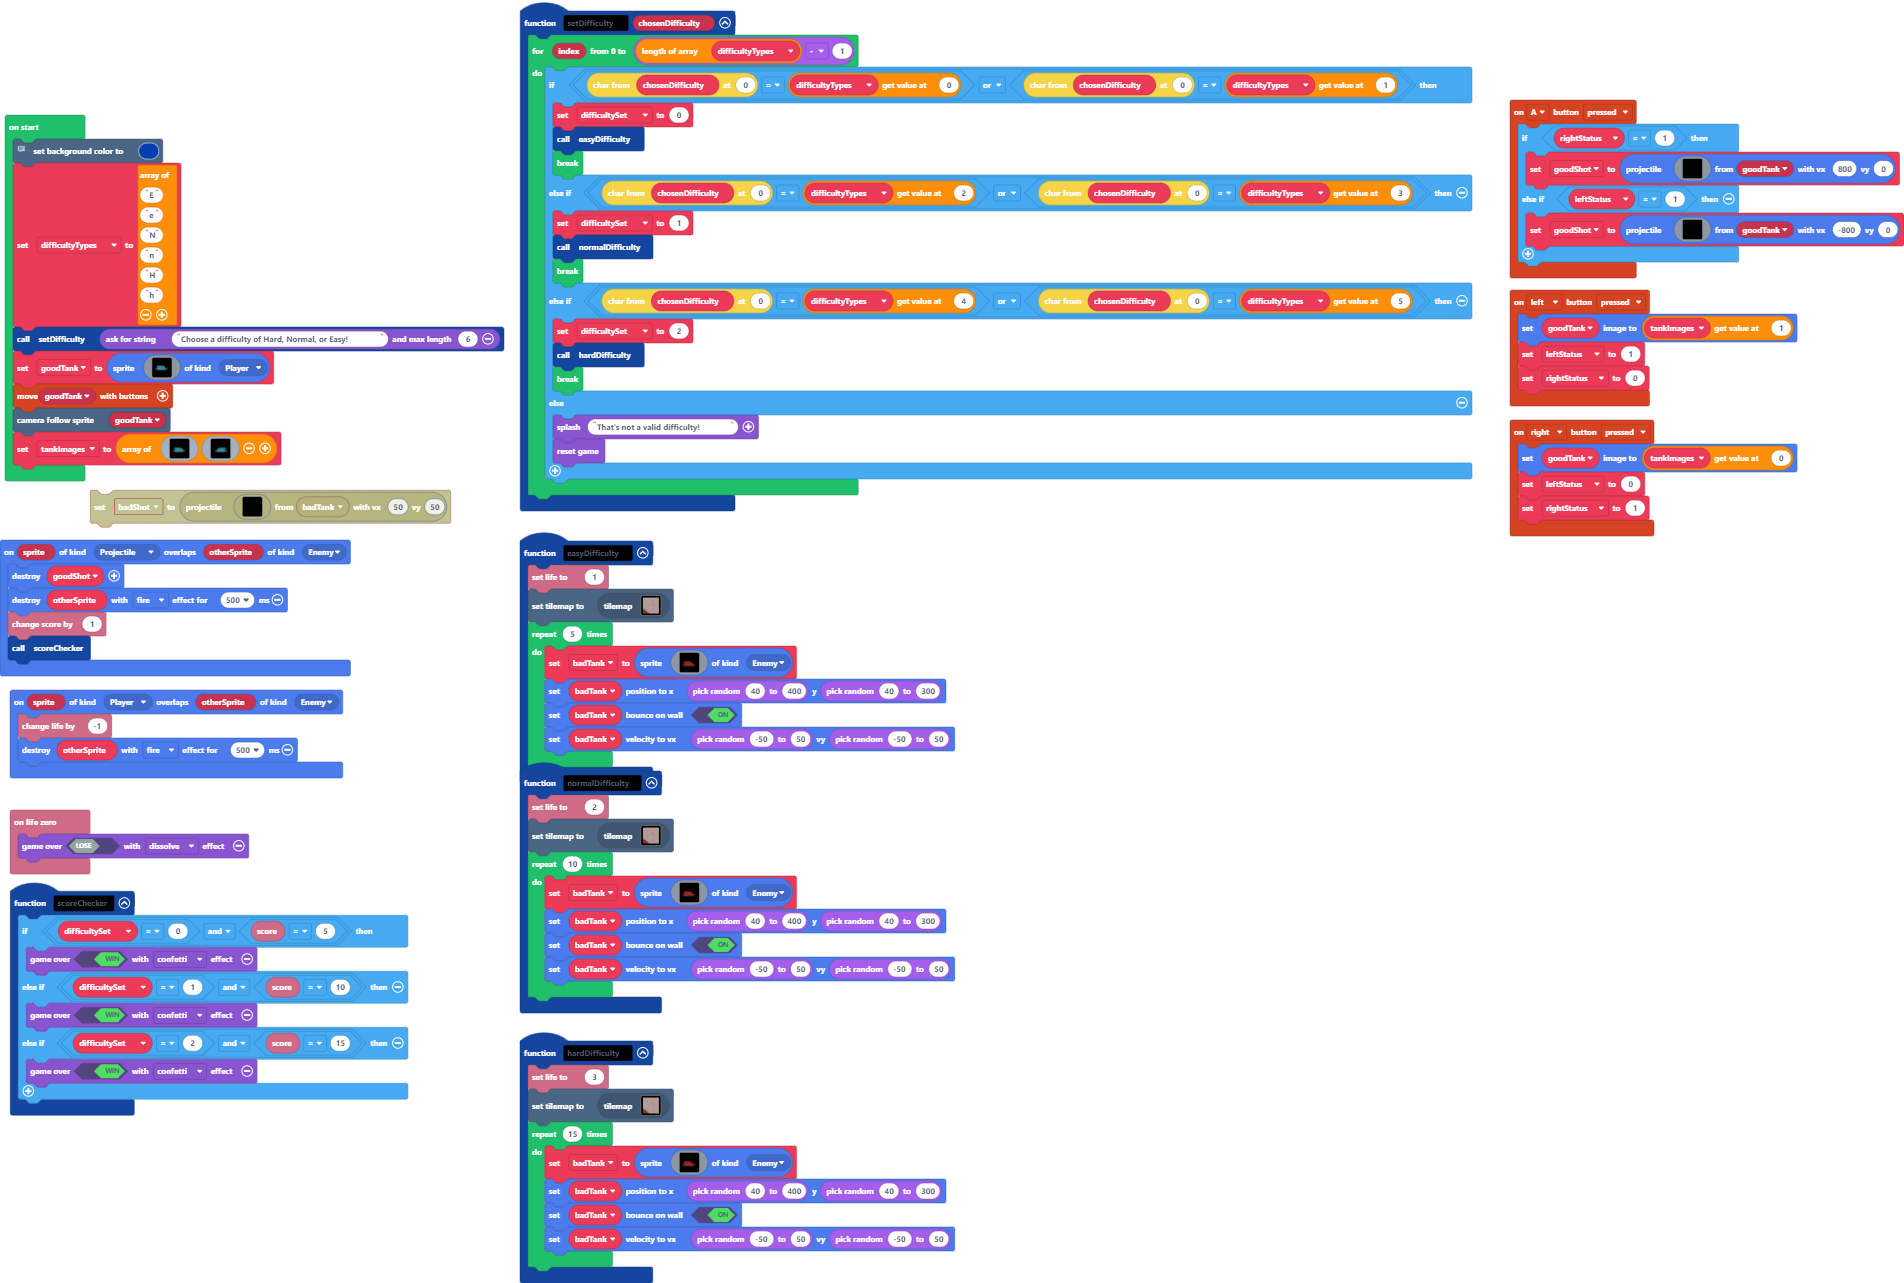 on start
set background color to
set difficultyTypes to array of
"E"
"e"
"N"
"n"
"H"
"h"
call setDifficulty ask for string "Choose a difficulty of Hard, Normal, or Easy!" and max length 6
set goodTank to sprite of kind Player
move goodTank with buttons
camera follow sprite goodTank
set tankImages to array of
set badShot to projectile from badTank with vx 50 vy 50
on sprite of kind Projectile overlaps otherSprite of kind Enemy
destroy goodShot
destroy otherSprite with fire effect for 500 ms
change score by 1
call scoreChecker
on sprite of kind Player overlaps otherSprite of kind Enemy
change life by -1
destroy otherSprite with fire effect for 500 ms
on life zero
game over LOSE with dissolve effect
function scoreChecker
if difficultySet = 0 and score = 5 then
game over WIN with confetti effect
else if difficultySet = 1 and score = 10 then
game over WIN with confetti effect
else if difficultySet = 2 and score = 15 then
game over WIN with confetti effect
function setDifficulty chosenDifficulty
for index from 0 to length of array difficultyTypes - 1
do
if char from chosenDifficulty at 0 = difficultyTypes get value at 0 or char from chosenDifficulty at 0 = difficultyTypes get value at 1 then
set difficultySet to 0
call easyDifficulty
break
else if char from chosenDifficulty at 0 = difficultyTypes get value at 2 or char from chosenDifficulty at 0 = difficultyTypes get value at 3 then
set difficultySet to 1
call normalDifficulty
break
else if char from chosenDifficulty at 0 = difficultyTypes get value at 4 or char from chosenDifficulty at 0 = difficultyTypes get value at 5 then
set difficultySet to 2
call hardDifficulty
break
else
splash "That's not a valid difficulty!"
reset game
function easyDifficulty
set life to 1
set tilemap to tilemap
repeat 5 times
do
set badTank to sprite of kind Enemy
set badTank position to x pick random 40 to 400 y pick random 40 to 300
set badTank bounce on wall ON
set badTank velocity to vx pick random -50 to 50 vy pick random -50 to 50
function normalDifficulty
set life to 2
set tilemap to tilemap
repeat 10 times
do
set badTank to sprite of kind Enemy
set badTank position to x pick random 40 to 400 y pick random 40 to 300
set badTank bounce on wall ON
set badTank velocity to vx pick random -50 to 50 vy pick random -50 to 50
function hardDifficulty
set life to 3
set tilemap to tilemap
repeat 15 times
do
set badTank to sprite of kind Enemy
set badTank position to x pick random 40 to 400 y pick random 40 to 300
set badTank bounce on wall ON
set badTank velocity to vx pick random -50 to 50 vy pick random -50 to 50
on A button pressed
if rightStatus = 1 then
set goodShot to projectile from goodTank with vx 800 vy 0
else if leftStatus = 1 then
set goodShot to projectile from goodTank with vx -800 vy 0
on left button pressed
set goodTank image to tankImages get value at 1
set leftStatus to 1
set rightStatus to 0
on right button pressed
set goodTank image to tankImages get value at 0
set leftStatus to 0
set rightStatus to 1